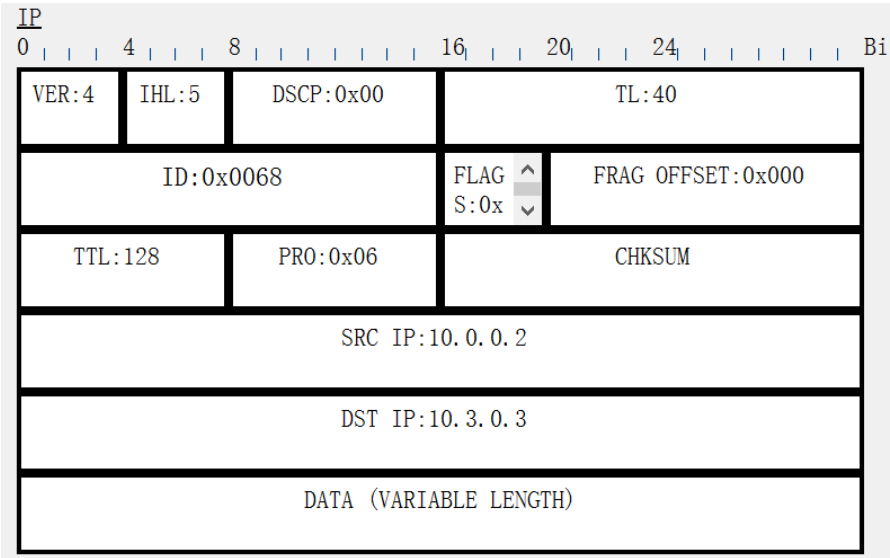 IP
0 4 8 16 20 24 Bi
VER:4 IHL:5 DSCP:0x00 TL:40
ID:0x0068 FLAG FRAG OFFSET:0x000
S:0x
TTL:128 PRO:0x06 CHKSUM
SRC IP:10.0.0.2
DST IP:10.3.0.3
DATA (VARIABLE LENGTH)